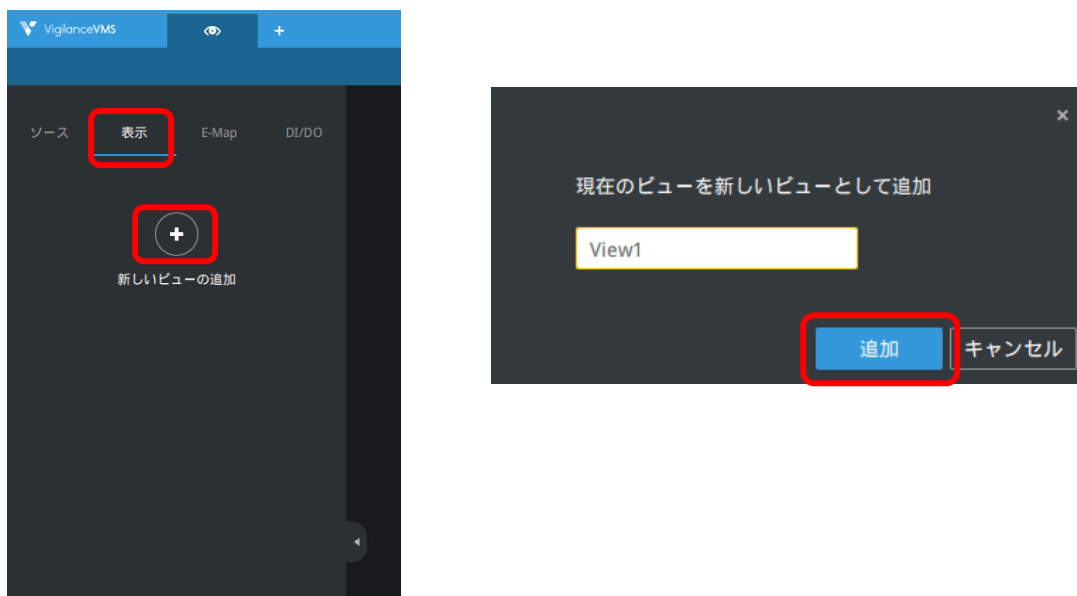 VigilanceVMS
ソース 表示 E-Map DI/DO
新しいビューの追加
現在のビューを新しいビューとして追加
View1
追加 キャンセル